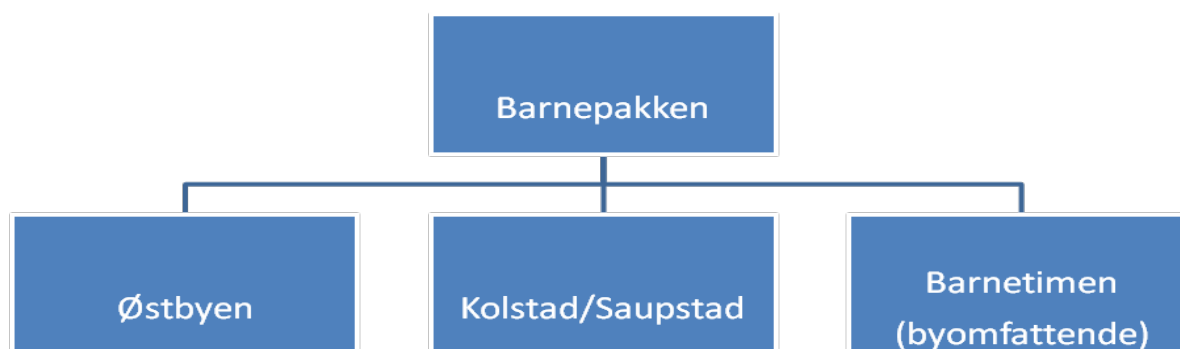 Barnepakken
Østbyen
Kolstad/Saupstad
Barnetimen
(byomfattende)